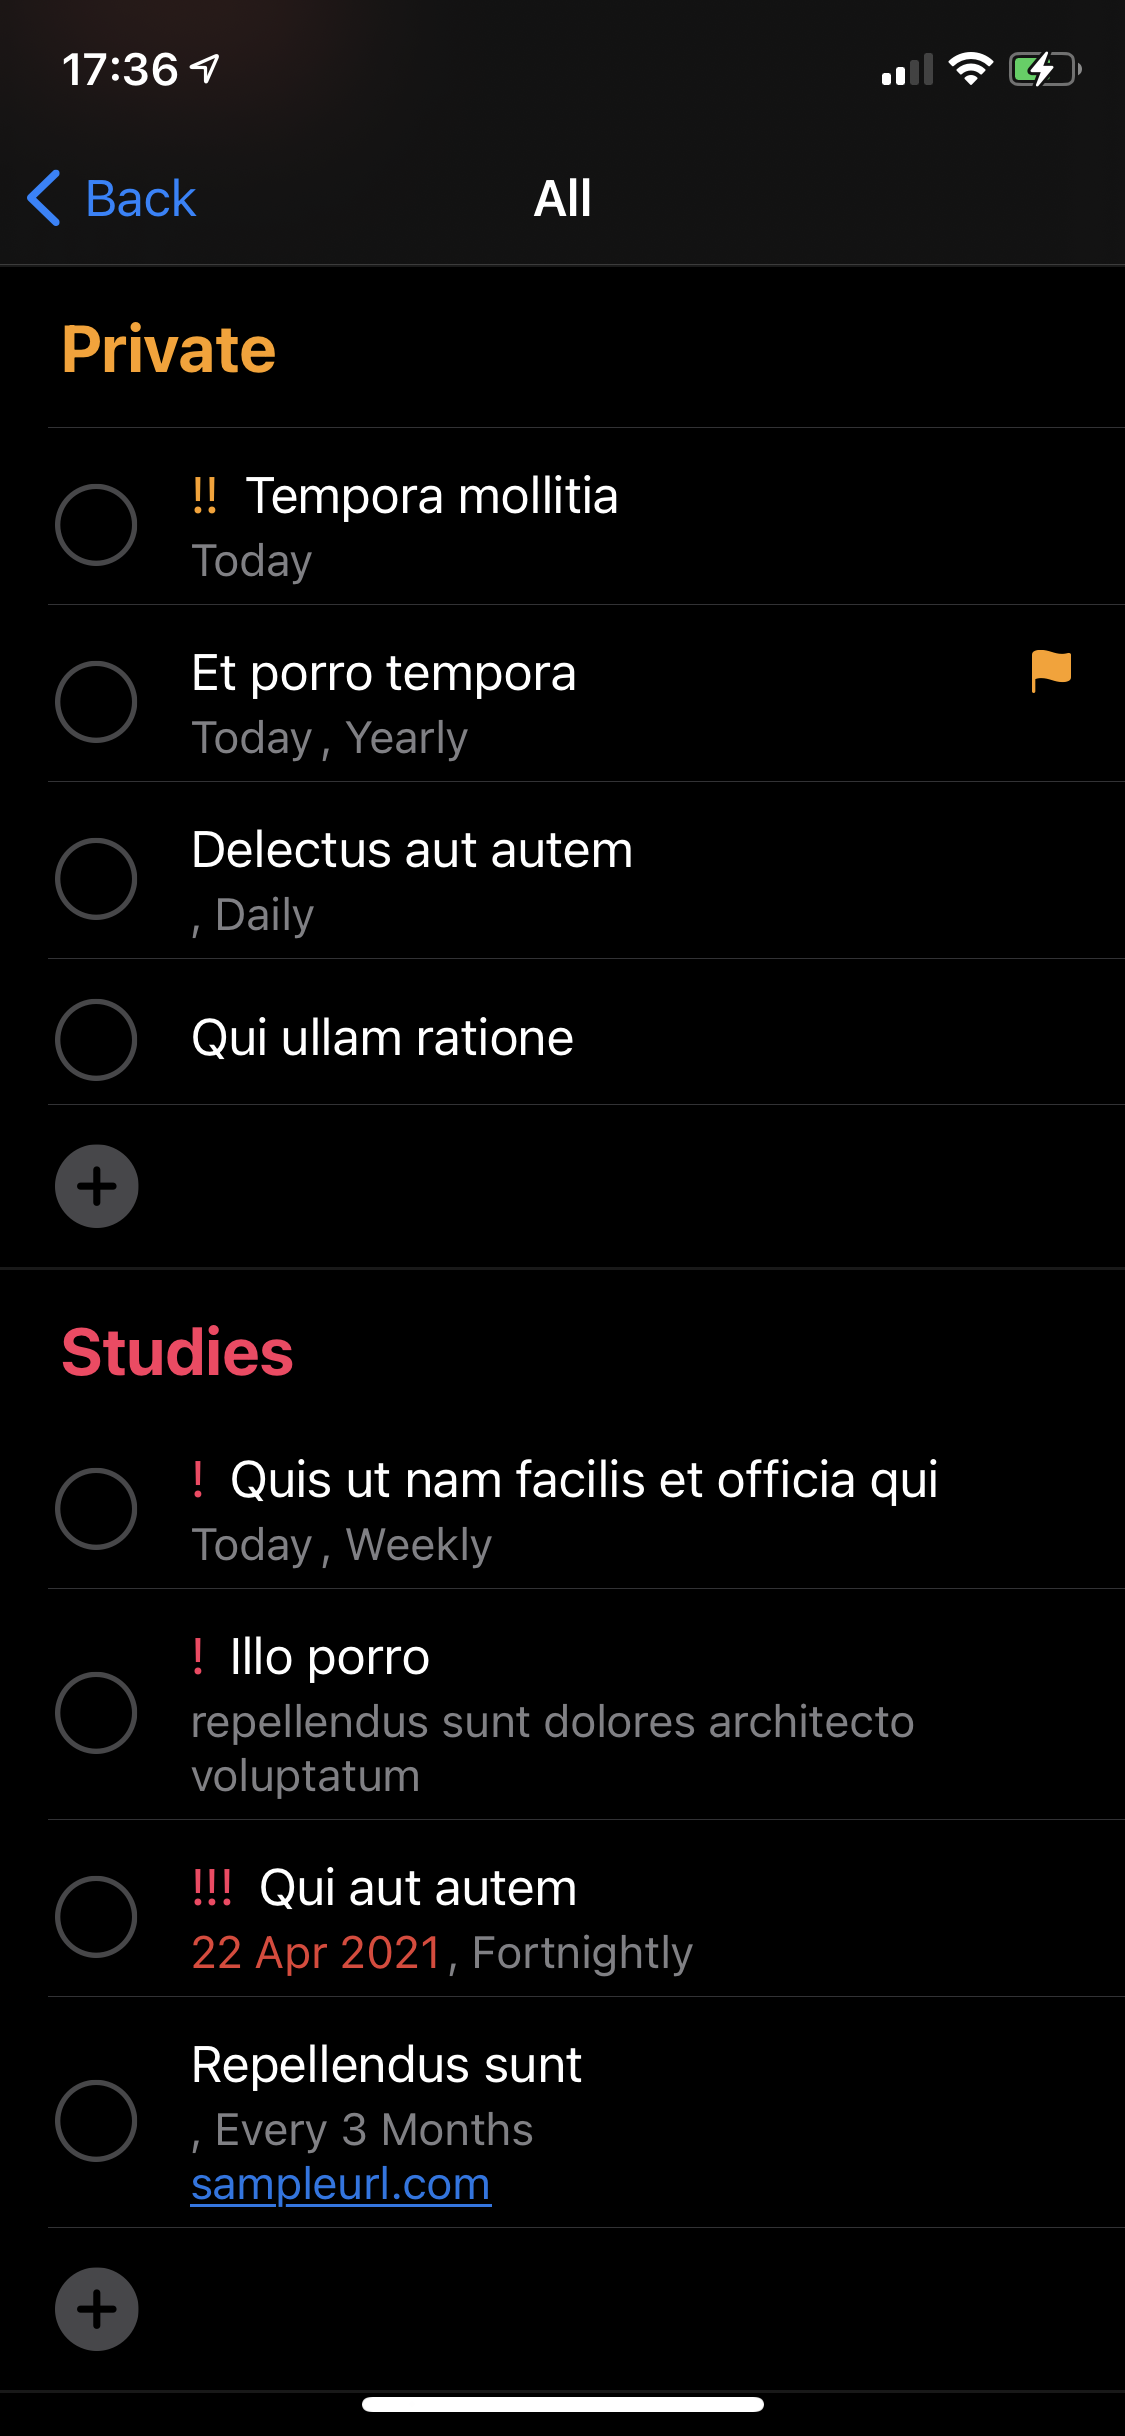 17:36
Back
All
Private
!! Tempora mollitia
Today
Et porro tempora
Today, Yearly
Delectus aut autem
, Daily
Qui ullam ratione
Studies
! Quis ut nam facilis et officia qui
Today, Weekly
! Illo porro
repellendus sunt dolores architecto
voluptatum
!!! Qui aut autem
22 Apr 2021, Fortnightly
Repellendus sunt
, Every 3 Months
sampleurl.com